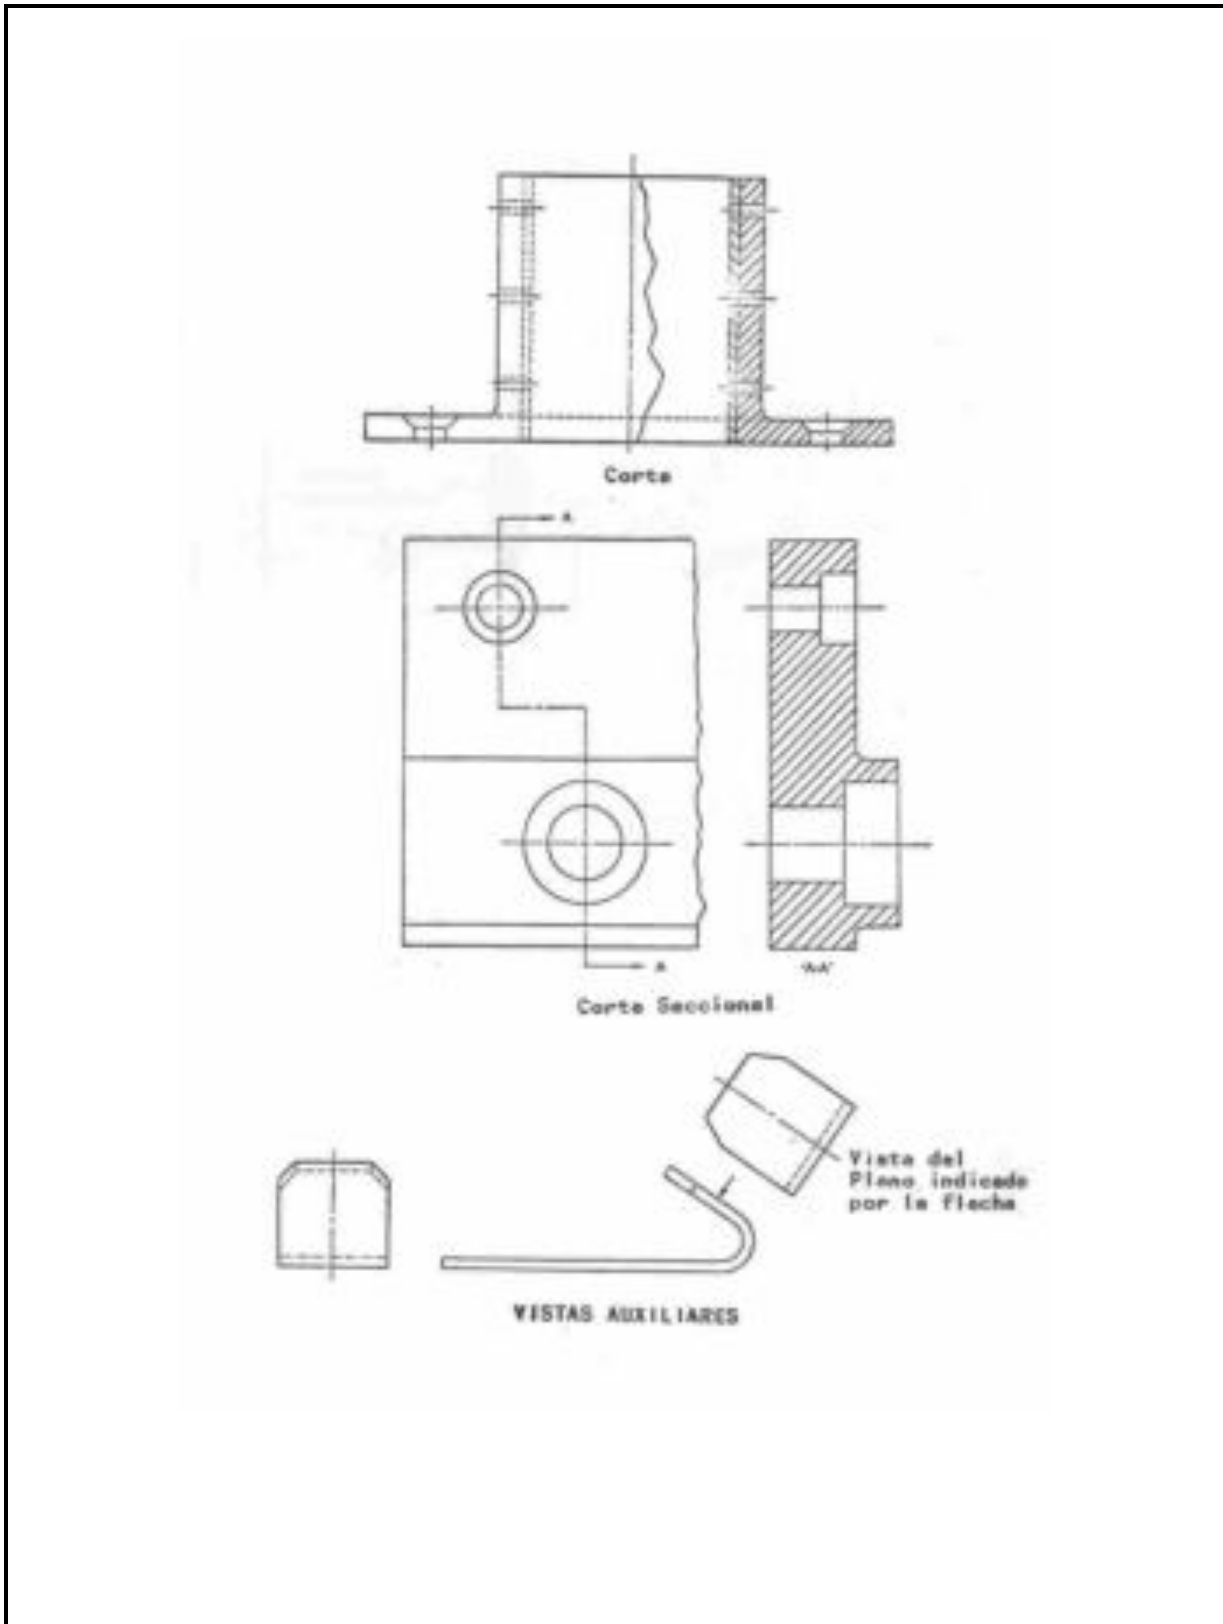 Corte
A
A
"A-A"
Corte Seccional
Vista del
Plano indicado
por la flecha
VISTAS AUXILIARES